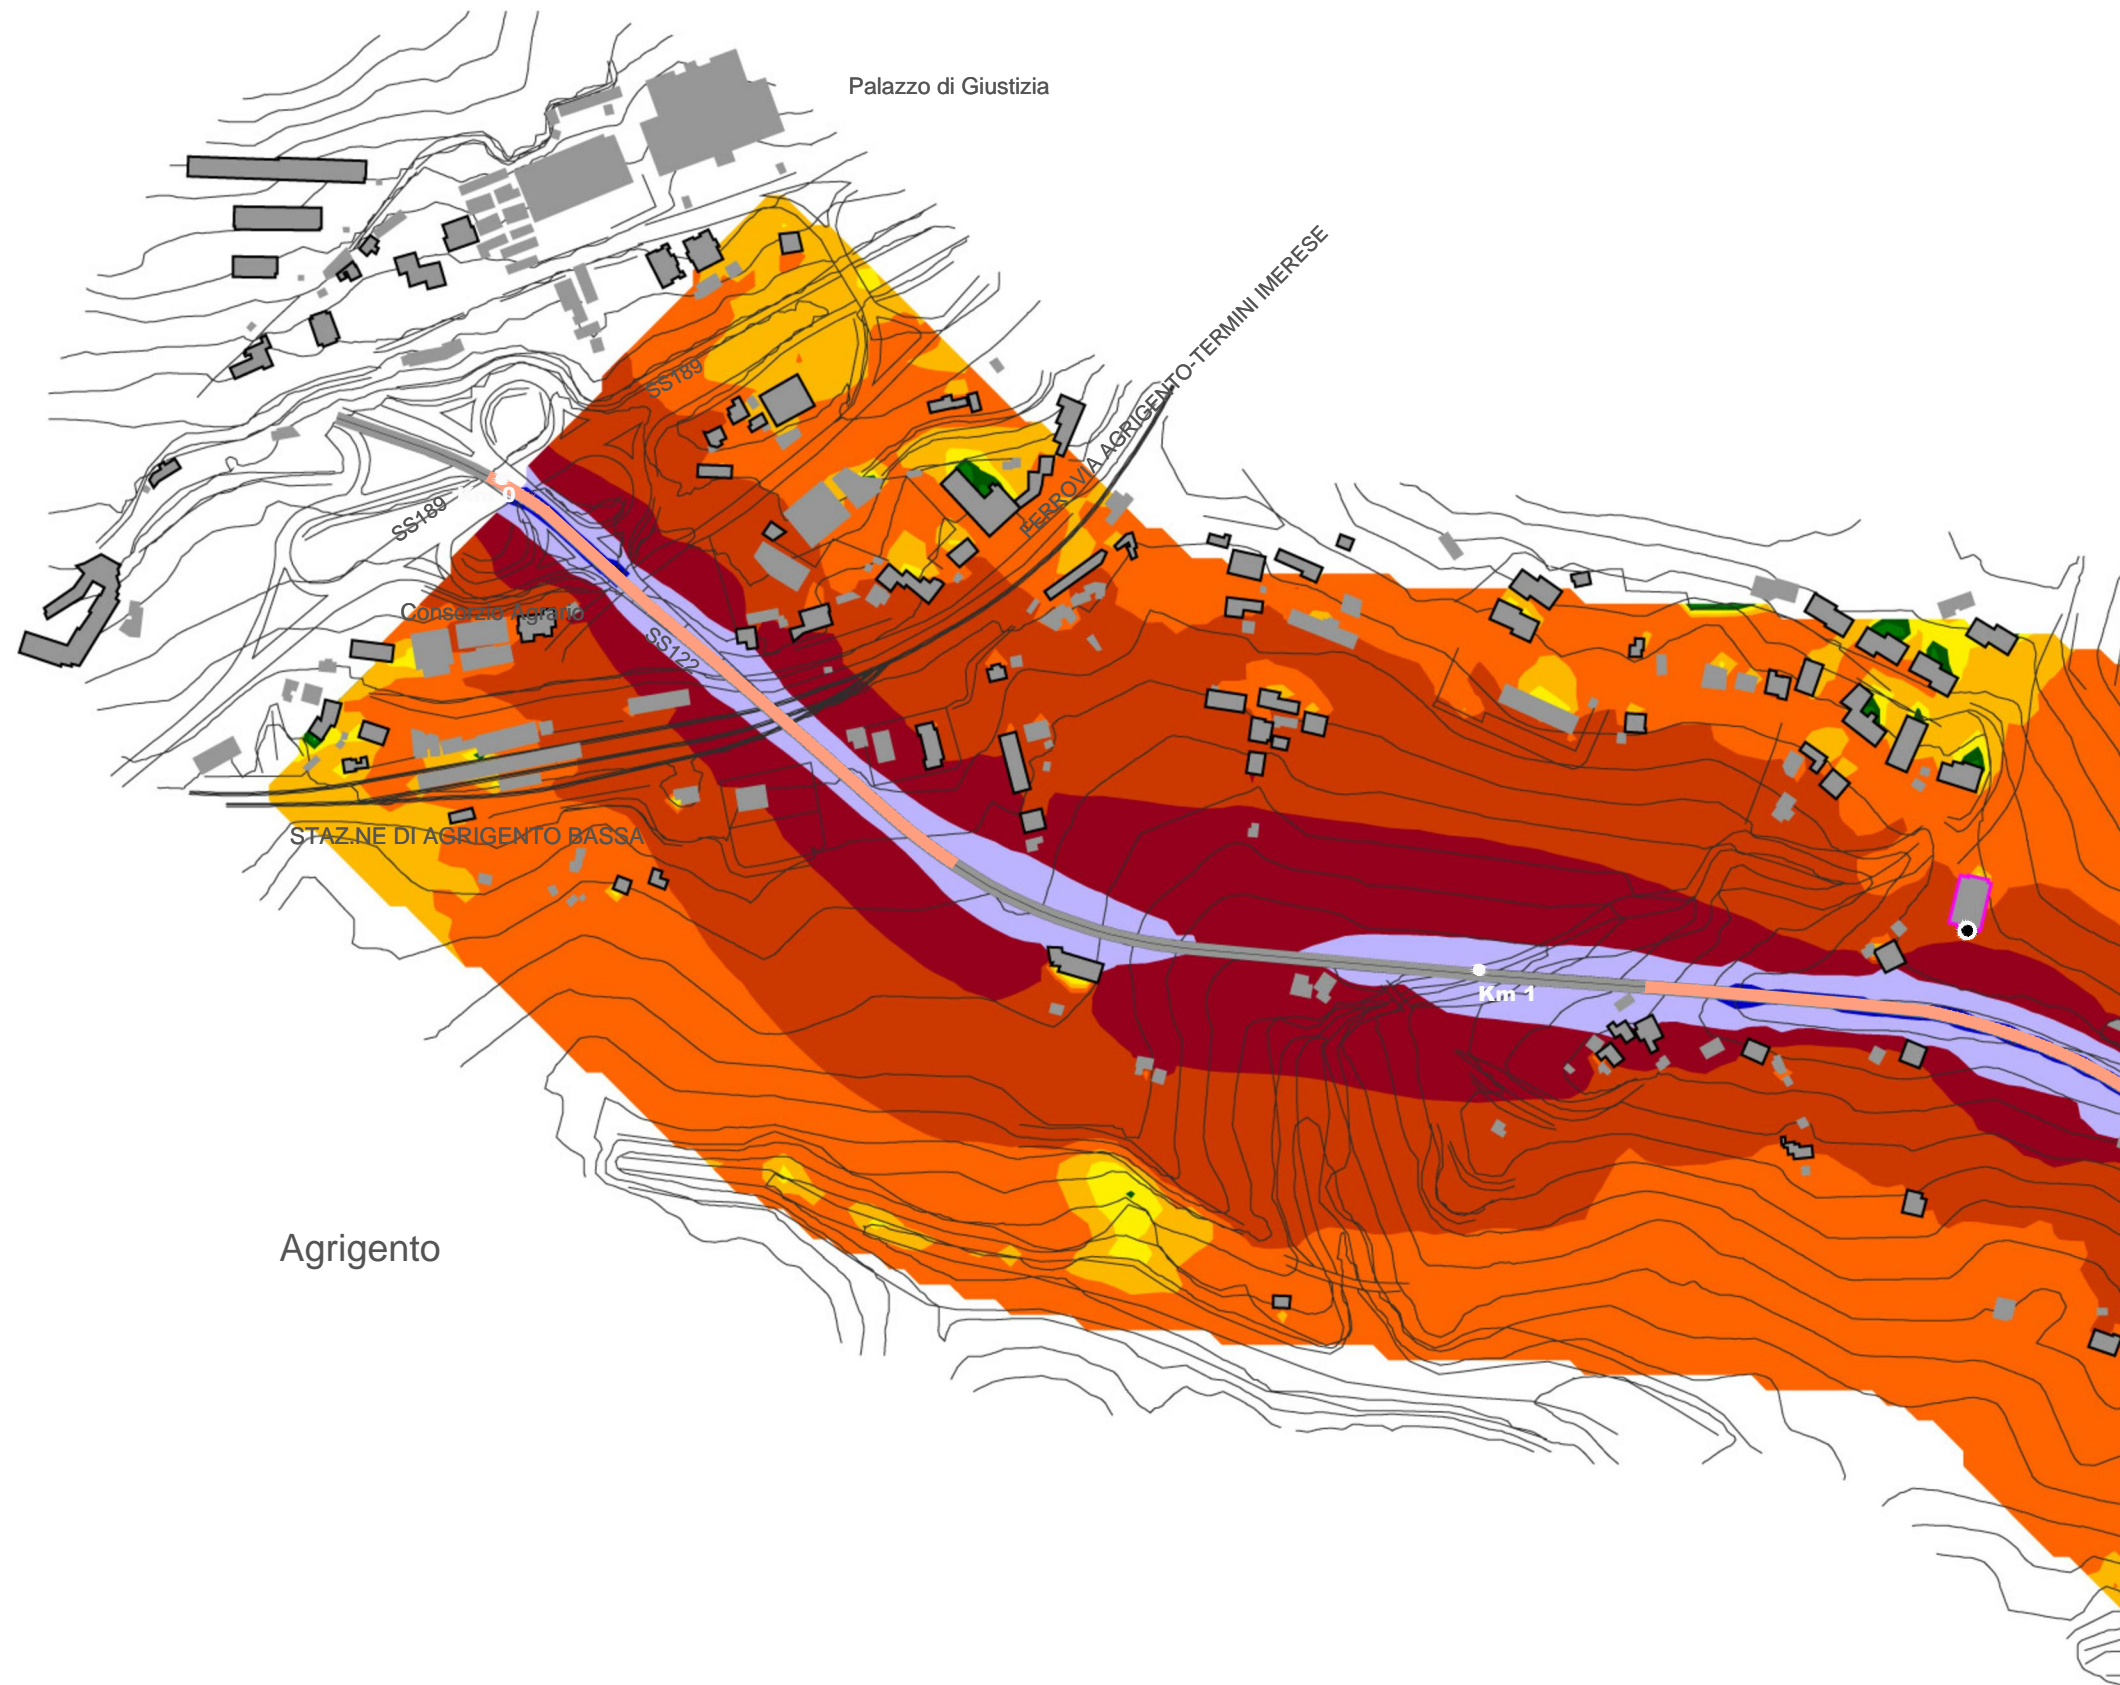 Palazzo di Giustizia
FERROVIA AGRIGENTO-TERMINI IMERESE
SS189
0
SS189
Consorzio Agrario
SS122
STAZ.NE DI AGRIGENTO BASSA
Km 1
Agrigento